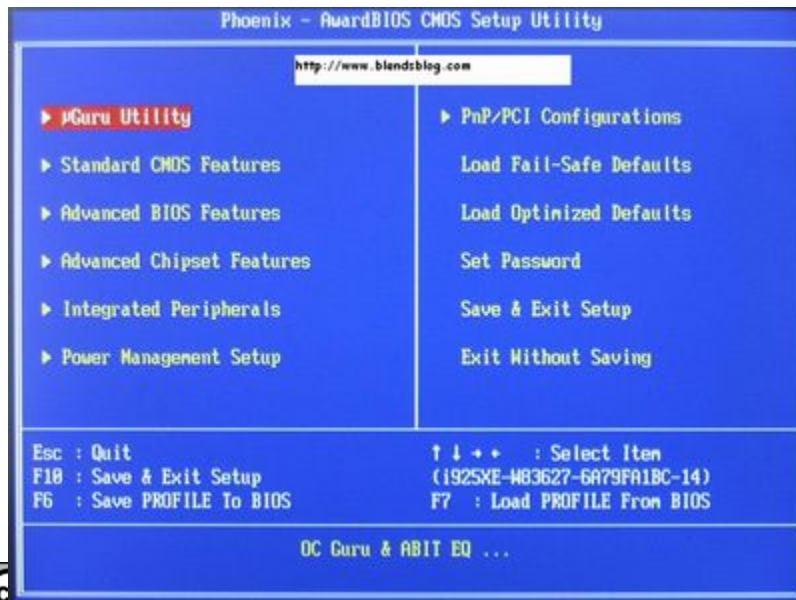 Phoenix - AwardBIOS CMOS Setup Utility
http://www.blendsblog.com
▶ µGuru Utility
▶ Standard CMOS Features
▶ Advanced BIOS Features
▶ Advanced Chipset Features
▶ Integrated Peripherals
▶ Power Management Setup
▶ PnP/PCI Configurations
Load Fail-Safe Defaults
Load Optimized Defaults
Set Password
Save & Exit Setup
Exit Without Saving
Esc : Quit
F10 : Save & Exit Setup
F6 : Save PROFILE To BIOS
↑ ↓ → ← : Select Item
(i925XE-W83627-6A79FA1BC-14)
F7 : Load PROFILE From BIOS
OC Guru & ABIT EQ ...